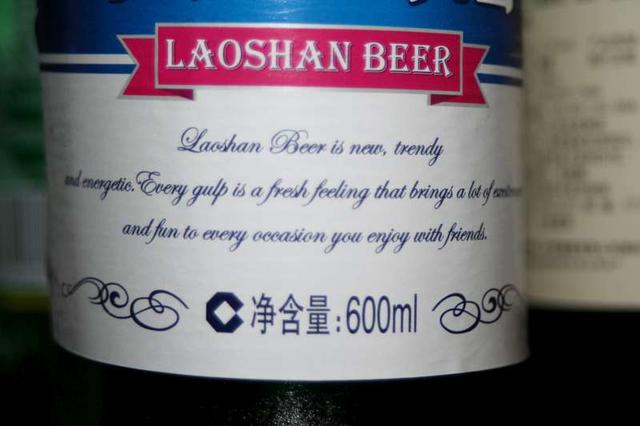 LAOSHAN BEER
Laoshan Beer is new, trendy
and energetic. Every gulp is a fresh feeling that brings a lot of
and fun to every occasion you enjoy with friends.
净含量:600ml